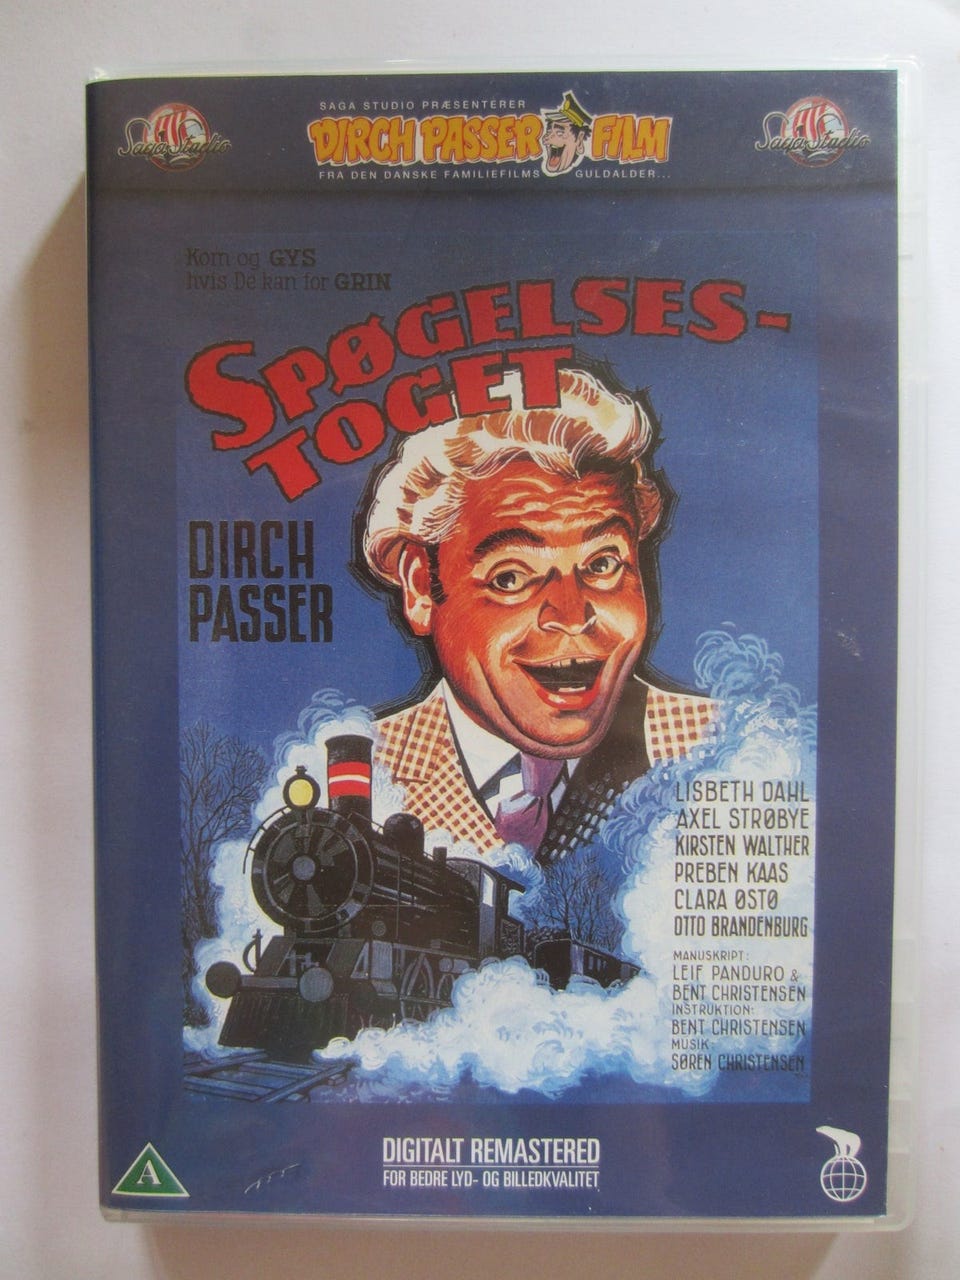 SAGA STUDIO PRÆSENTERER
Saga Studio
DIRCH PASSER FILM
Saga Studio
FRA DEN DANSKE FAMILIEFILMS GULDALDER...
Kom og GYS
hvis De kan for GRIN
SPØGELSES-
TOGET
DIRCH
PASSER
LISBETH DAHL
AXEL STRØBYE
KIRSTEN WALTHER
PREBEN KAAS
CLARA ØSTØ
OTTO BRANDENBURG
MANUSKRIPT:
LEIF PANDURO &
BENT CHRISTENSEN
INSTRUKTION:
BENT CHRISTENSEN
MUSIK:
SØREN CHRISTENSEN
DIGITALT REMASTERED
FOR BEDRE LYD- OG BILLEDKVALITET
A